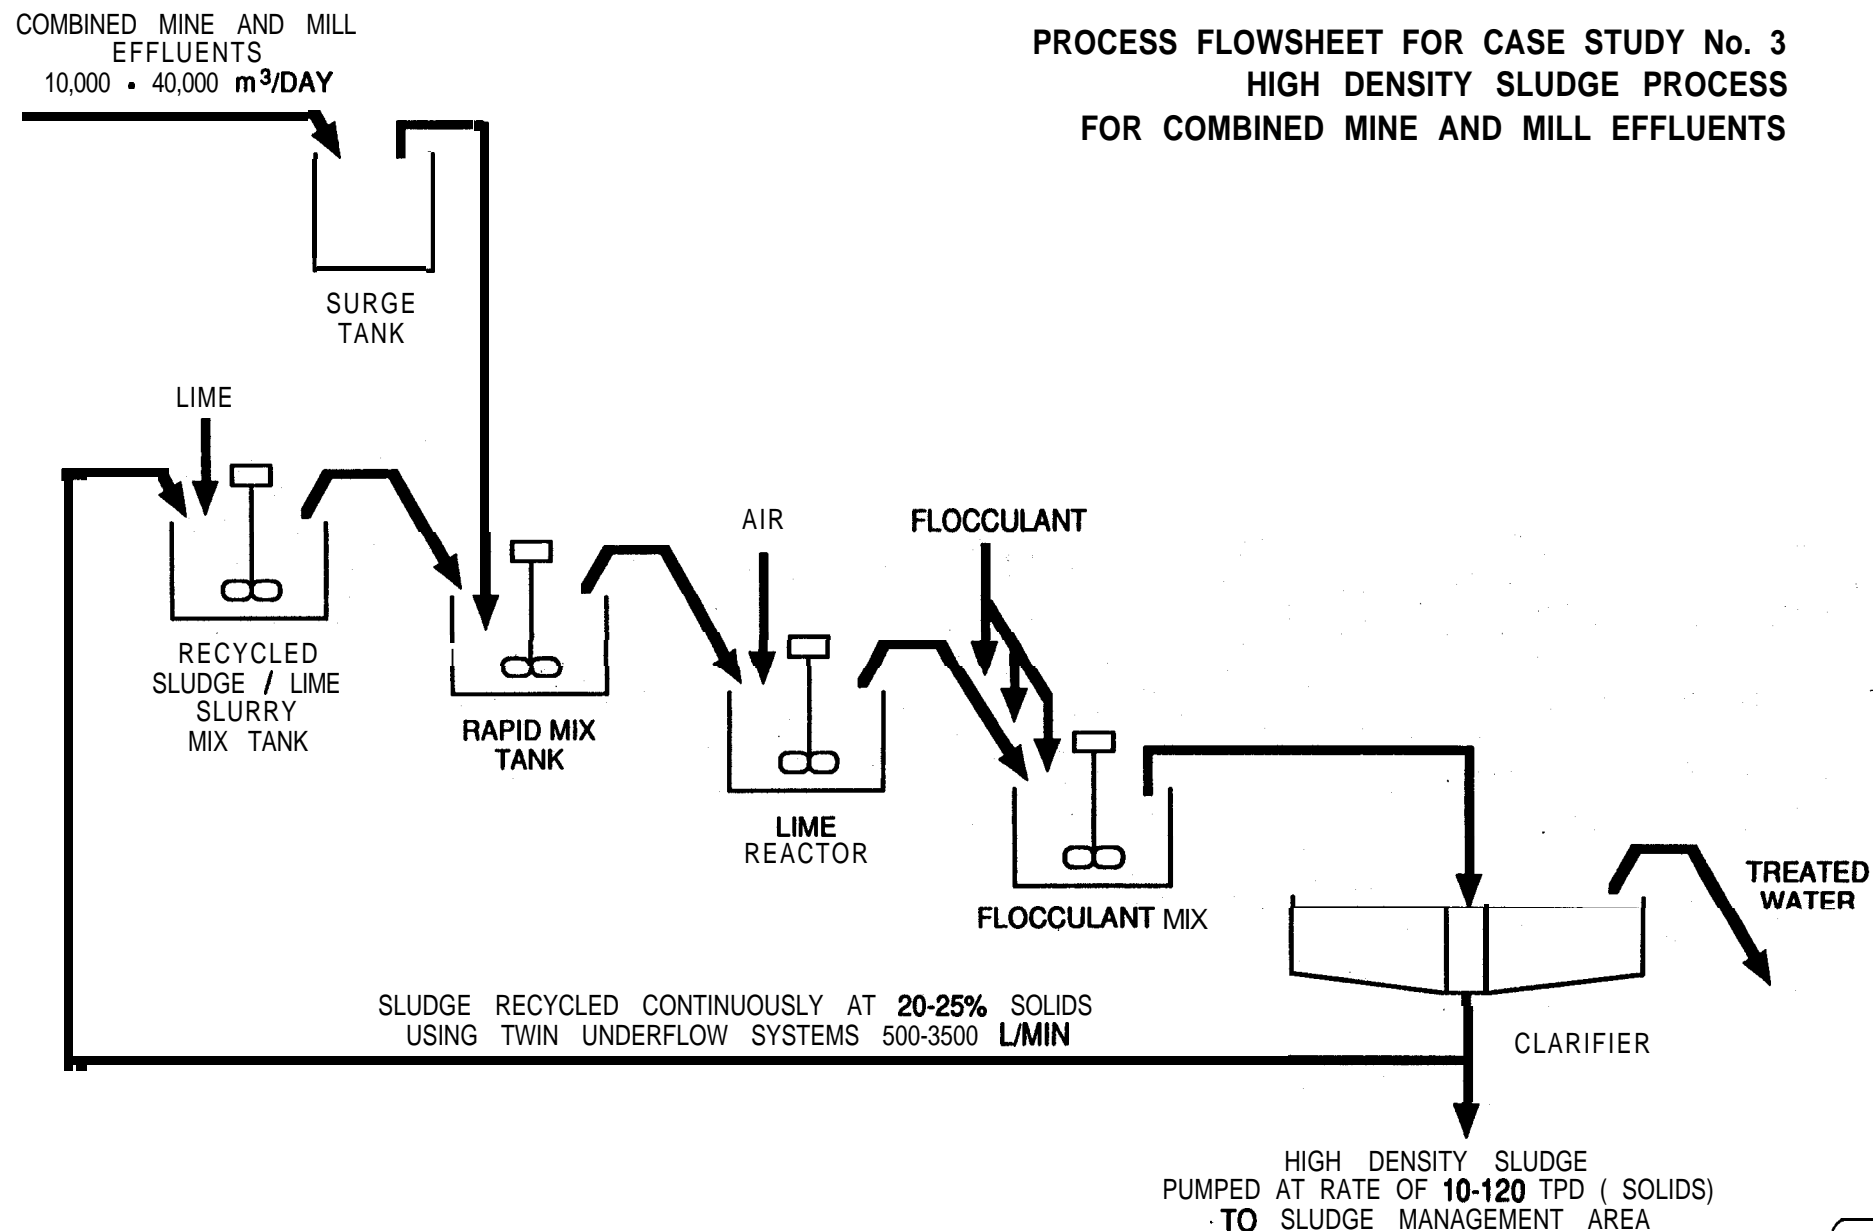 COMBINED MINE AND MILL
EFFLUENTS
10,000 - 40,000 m³/DAY
PROCESS FLOWSHEET FOR CASE STUDY No. 3
HIGH DENSITY SLUDGE PROCESS
FOR COMBINED MINE AND MILL EFFLUENTS
SURGE
TANK
LIME
RECYCLED
SLUDGE / LIME
SLURRY
MIX TANK
RAPID MIX
TANK
AIR
LIME
REACTOR
FLOCCULANT
FLOCCULANT MIX
TREATED
WATER
CLARIFIER
SLUDGE RECYCLED CONTINUOUSLY AT 20-25% SOLIDS
USING TWIN UNDERFLOW SYSTEMS 500-3500 L/MIN
HIGH DENSITY SLUDGE
PUMPED AT RATE OF 10-120 TPD ( SOLIDS)
TO SLUDGE MANAGEMENT AREA